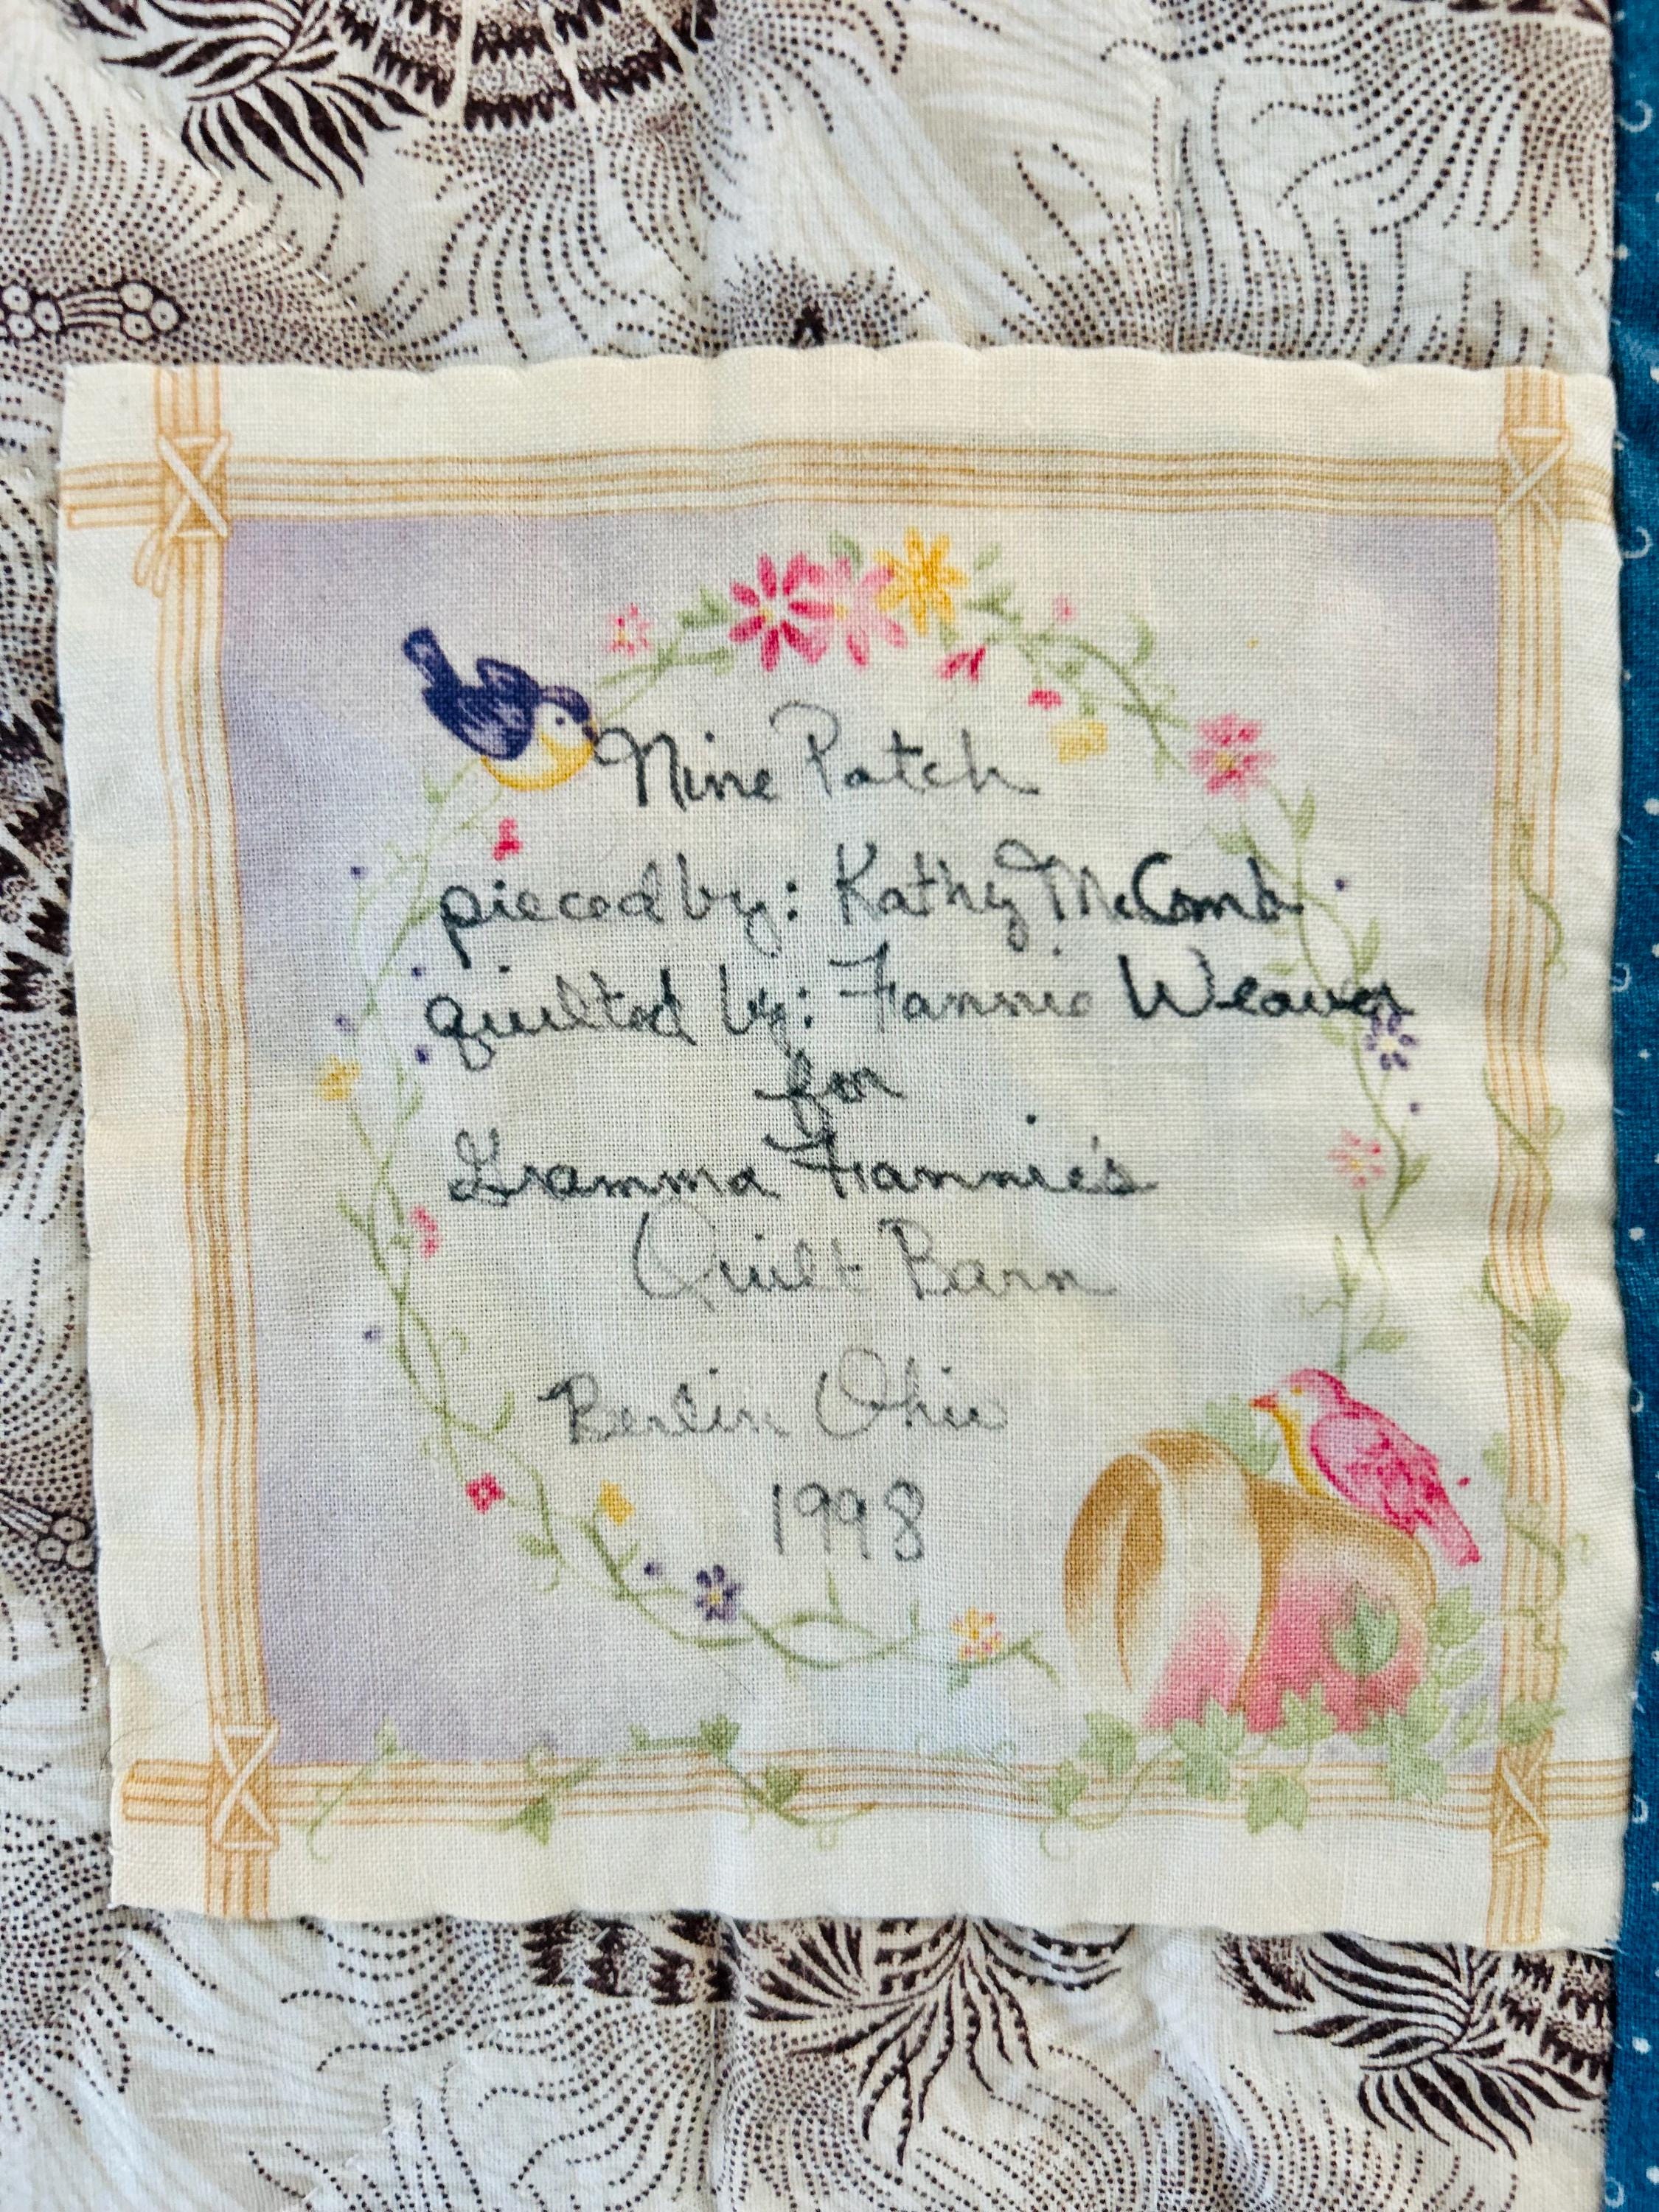 Nine Patch
pieced by: Kathy McComb
quilted by: Fannie Weaver
for
Gramma Fannie's
Quilt Barn
Berlin Ohio
1998